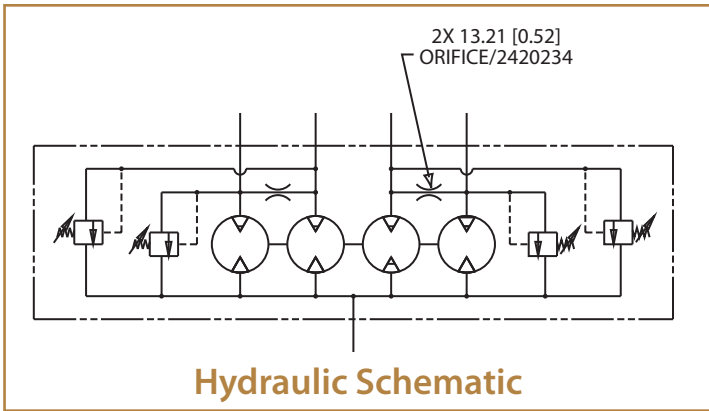 2X 13.21 [0.52]
ORIFICE/2420234
Hydraulic Schematic